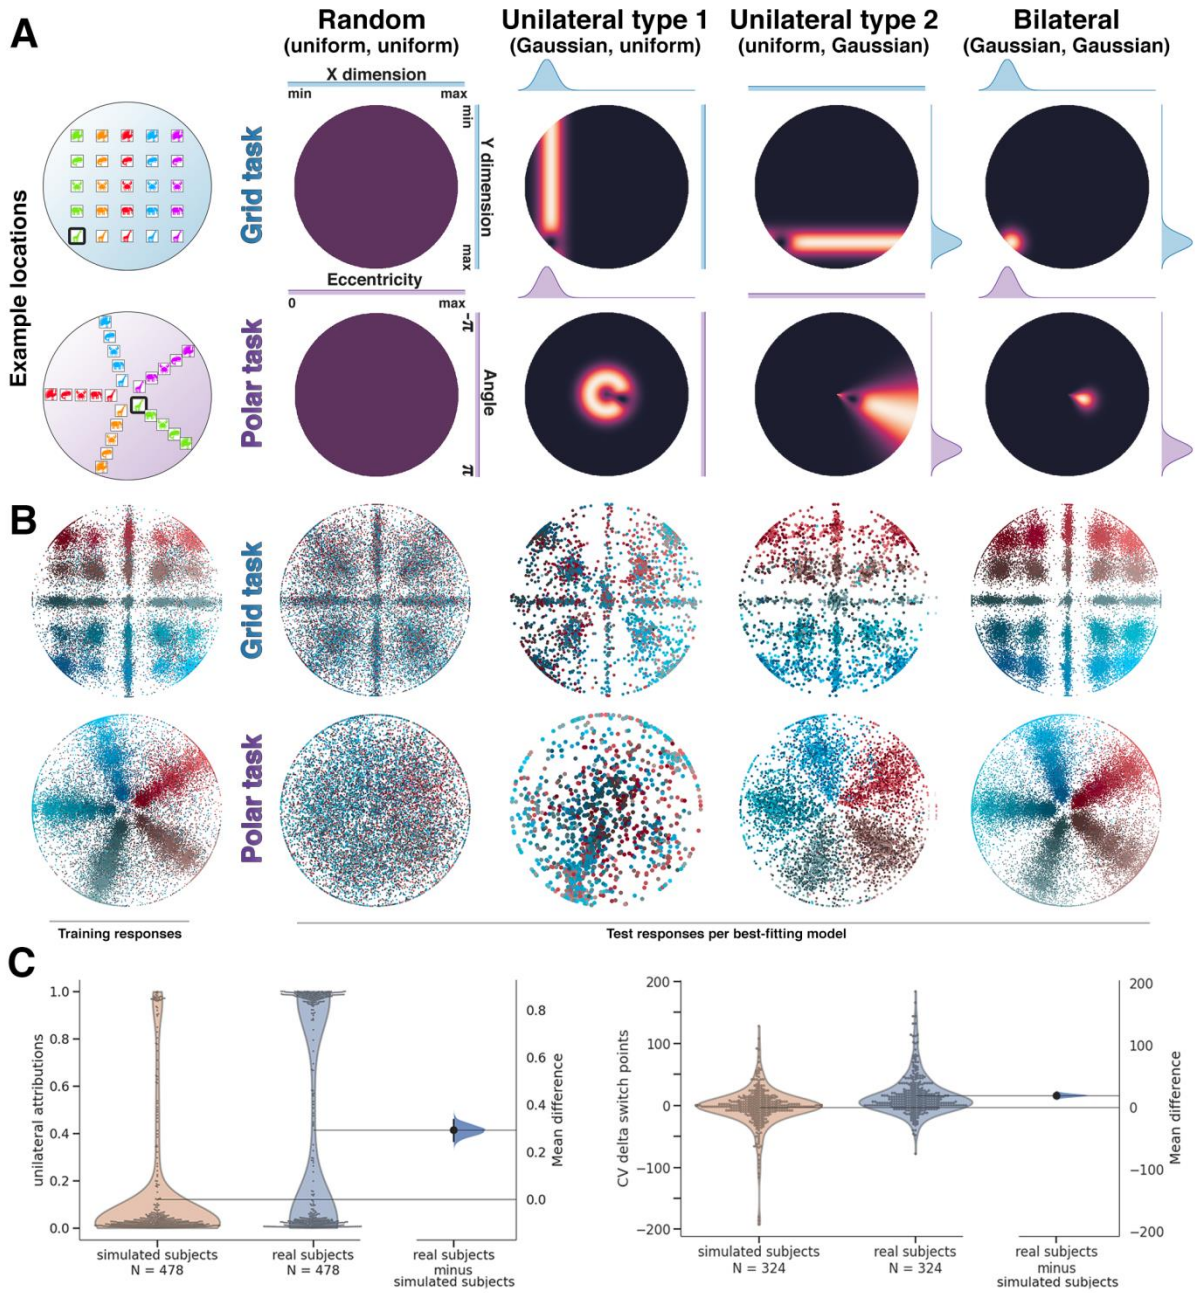 A
Random
(uniform, uniform)
Unilateral type 1
(Gaussian, uniform)
Unilateral type 2
(uniform, Gaussian)
Bilateral
(Gaussian, Gaussian)
Example locations
Grid task
X dimension
min max
min
Y dimension
max
Polar task
Eccentricity
0 max
-π
Angle
π
B
Grid task
Polar task
Training responses
Test responses per best-fitting model
C
unilateral attributions
1.0
0.8
0.6
0.4
0.2
0.0
simulated subjects
N = 478
real subjects
N = 478
real subjects
minus
simulated subjects
0.8
0.6
0.4
0.2
0.0
Mean difference
CV delta switch points
200
100
0
−100
−200
simulated subjects
N = 324
real subjects
N = 324
real subjects
minus
simulated subjects
200
100
0
−100
−200
Mean difference